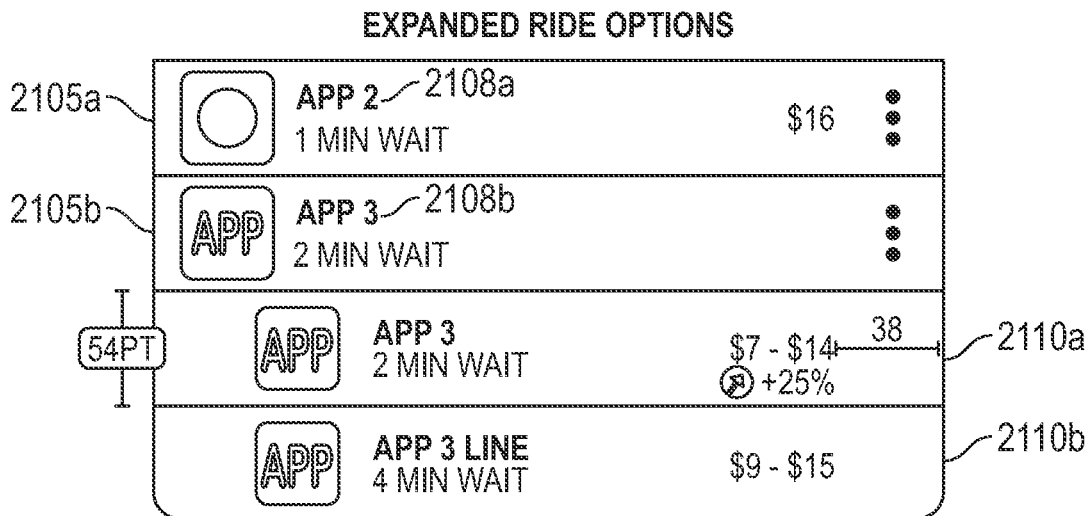 EXPANDED RIDE OPTIONS
2105a
APP 2
2108a
1 MIN WAIT
$16
2105b
APP
APP 3
2108b
2 MIN WAIT
54PT
APP
APP 3
2 MIN WAIT
$7 - $14
38
+25%
2110a
APP
APP 3 LINE
4 MIN WAIT
$9 - $15
2110b